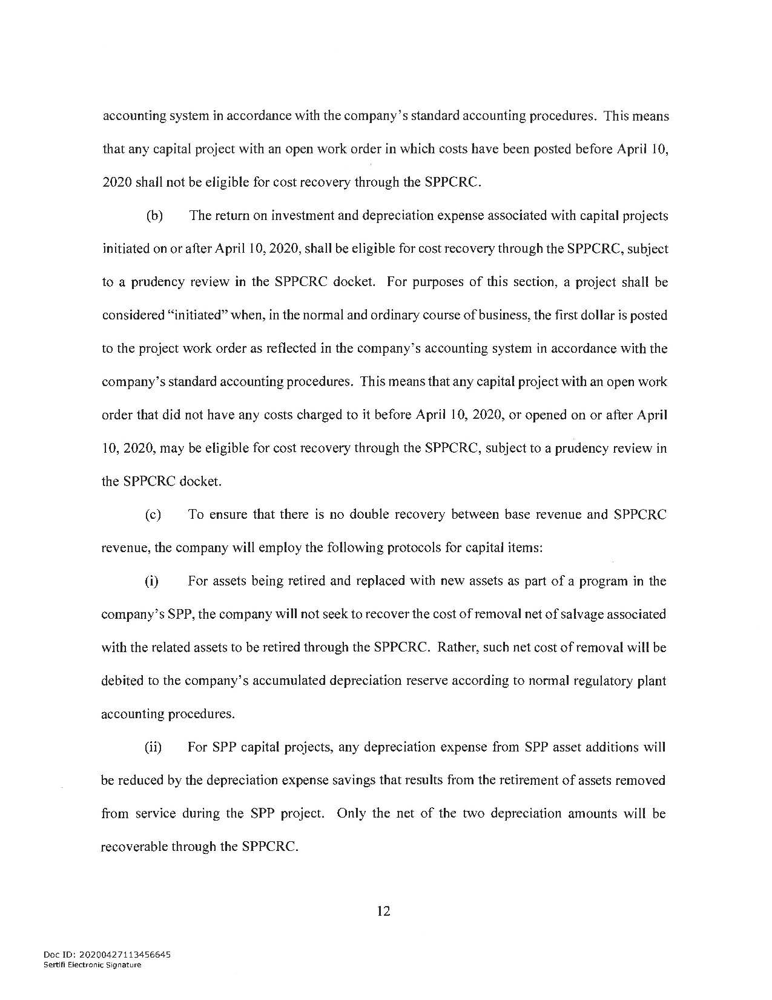 accounting system in accordance with the company's standard accounting procedures. This means
that any capital project with an open work order in which costs have been posted before April 10,
2020 shall not be eligible for cost recovery through the SPPCRC.
(b) The return on investment and depreciation expense associated with capital projects
initiated on or after April 10, 2020, shall be eligible for cost recovery through the SPPCRC, subject
to a prudency review in the SPPCRC docket. For purposes of this section, a project shall be
considered “initiated” when, in the normal and ordinary course of business, the first dollar is posted
to the project work order as reflected in the company's accounting system in accordance with the
company's standard accounting procedures. This means that any capital project with an open work
order that did not have any costs charged to it before April 10, 2020, or opened on or after April
10, 2020, may be eligible for cost recovery through the SPPCRC, subject to a prudency review in
the SPPCRC docket.
(c) To ensure that there is no double recovery between base revenue and SPPCRC
revenue, the company will employ the following protocols for capital items:
(i) For assets being retired and replaced with new assets as part of a program in the
company's SPP, the company will not seek to recover the cost of removal net of salvage associated
with the related assets to be retired through the SPPCRC. Rather, such net cost of removal will be
debited to the company's accumulated depreciation reserve according to normal regulatory plant
accounting procedures.
(ii) For SPP capital projects, any depreciation expense from SPP asset additions will
be reduced by the depreciation expense savings that results from the retirement of assets removed
from service during the SPP project. Only the net of the two depreciation amounts will be
recoverable through the SPPCRC.
12
Doc ID: 20200427113456645
Sertifi Electronic Signature